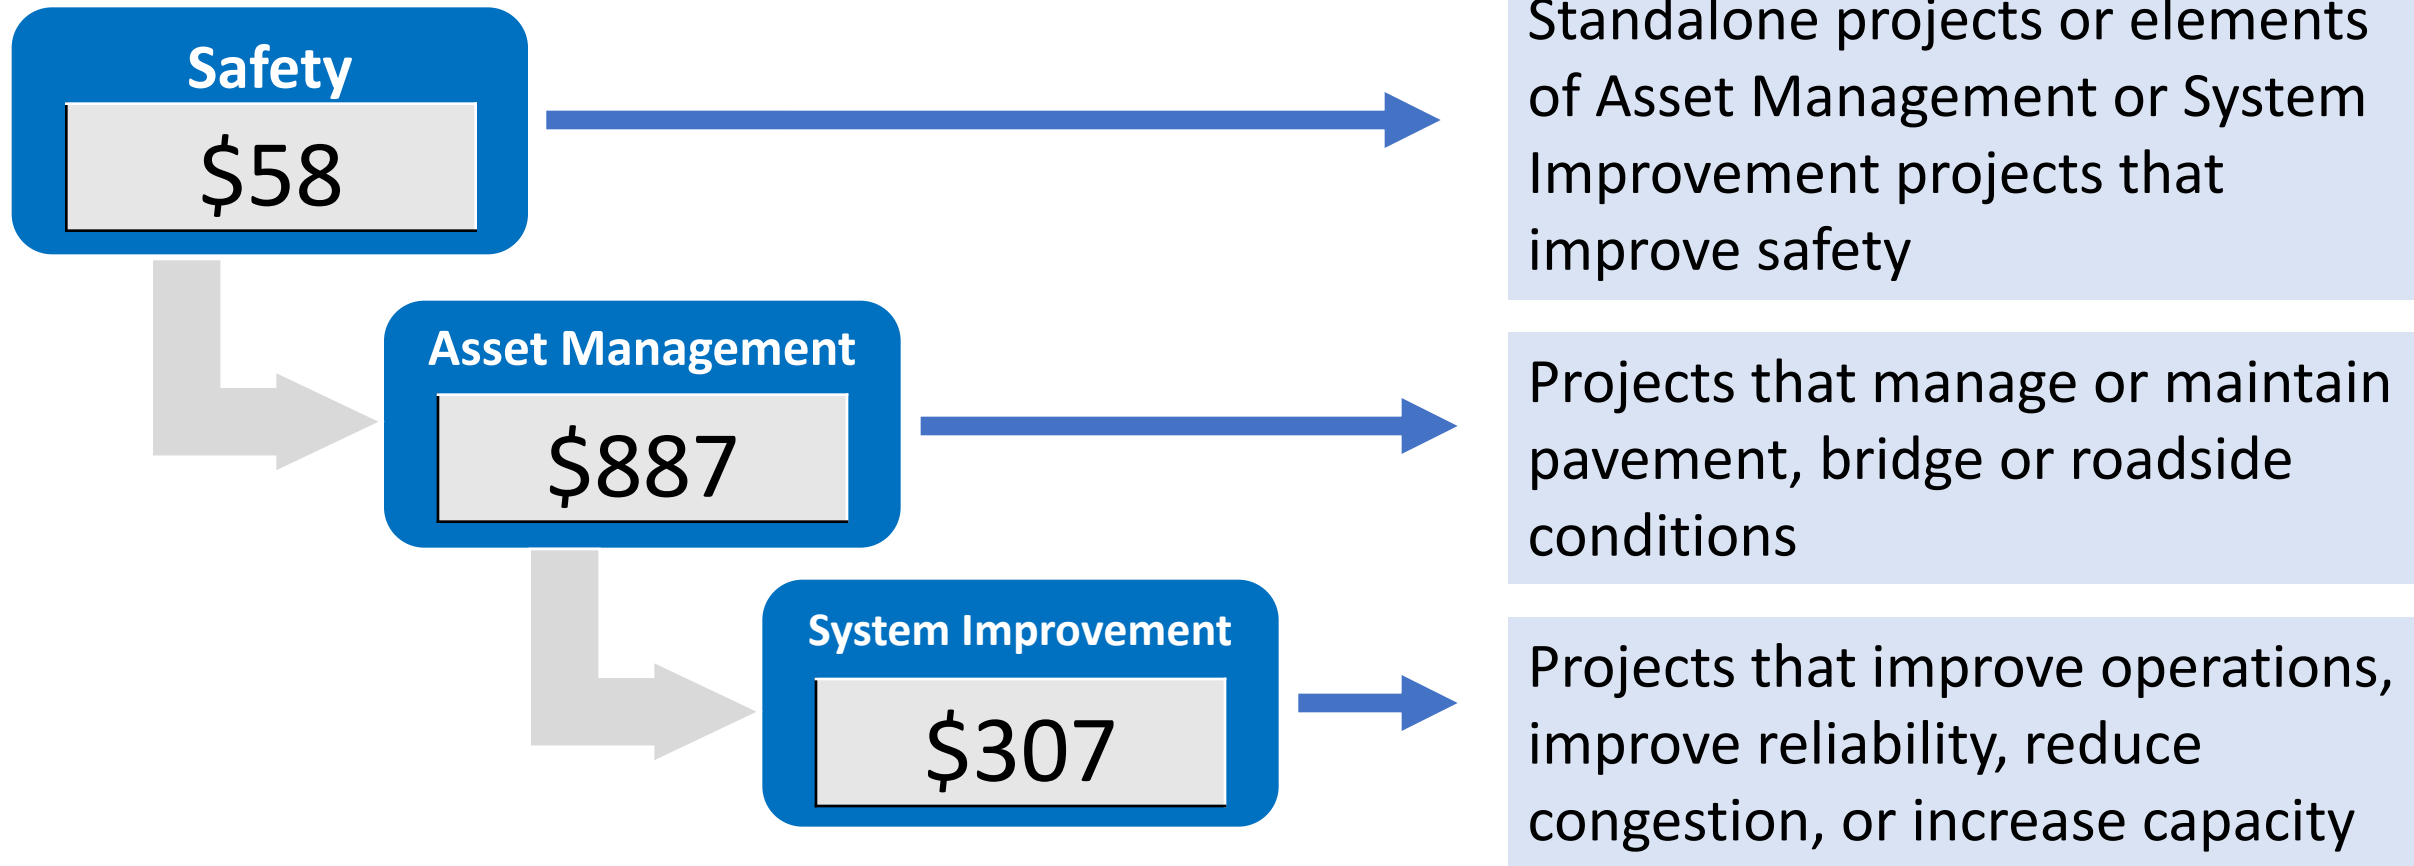 Safety
$58
Standalone projects or elements
of Asset Management or System
Improvement projects that
improve safety
Asset Management
$887
Projects that manage or maintain
pavement, bridge or roadside
conditions
System Improvement
$307
Projects that improve operations,
improve reliability, reduce
congestion, or increase capacity